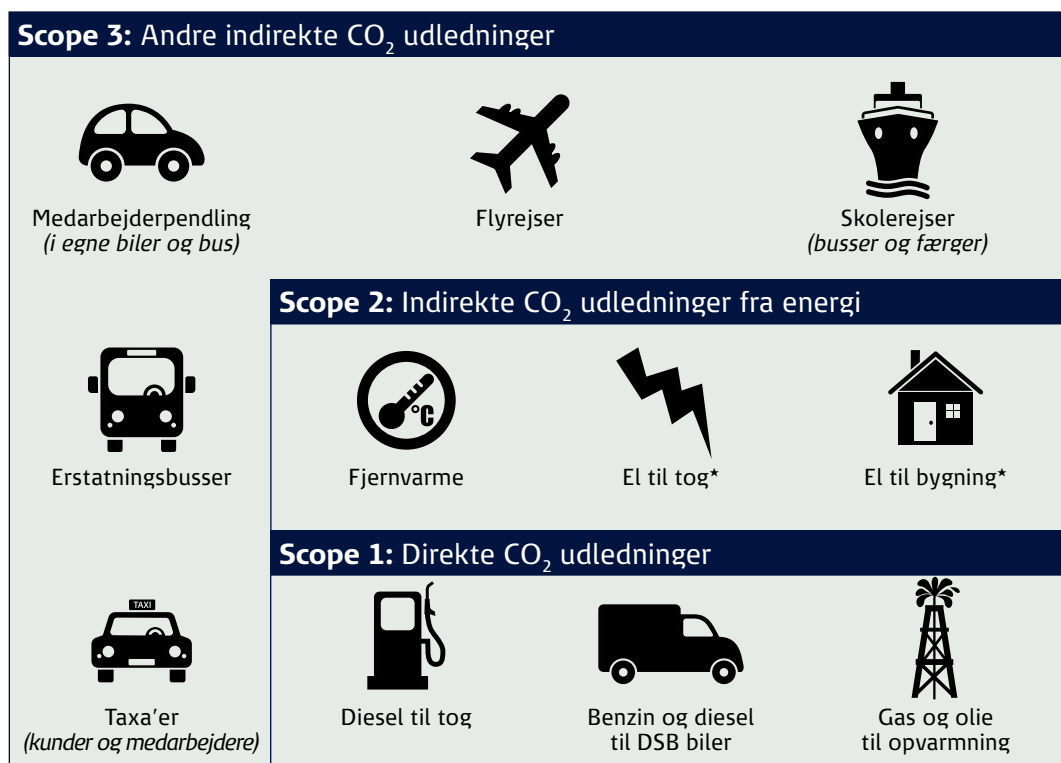 Scope 3: Andre indirekte CO₂ udledninger
Medarbejderpendling
(i egne biler og bus)
Flyrejser
Skolerejser
(busser og færger)
Scope 2: Indirekte CO₂ udledninger fra energi
Erstatningsbusser
°C
Fjernvarme
El til tog*
El til bygning*
Scope 1: Direkte CO₂ udledninger
TAXI
Taxa'er
(kunder og medarbejdere)
Diesel til tog
Benzin og diesel
til DSB biler
Gas og olie
til opvarmning